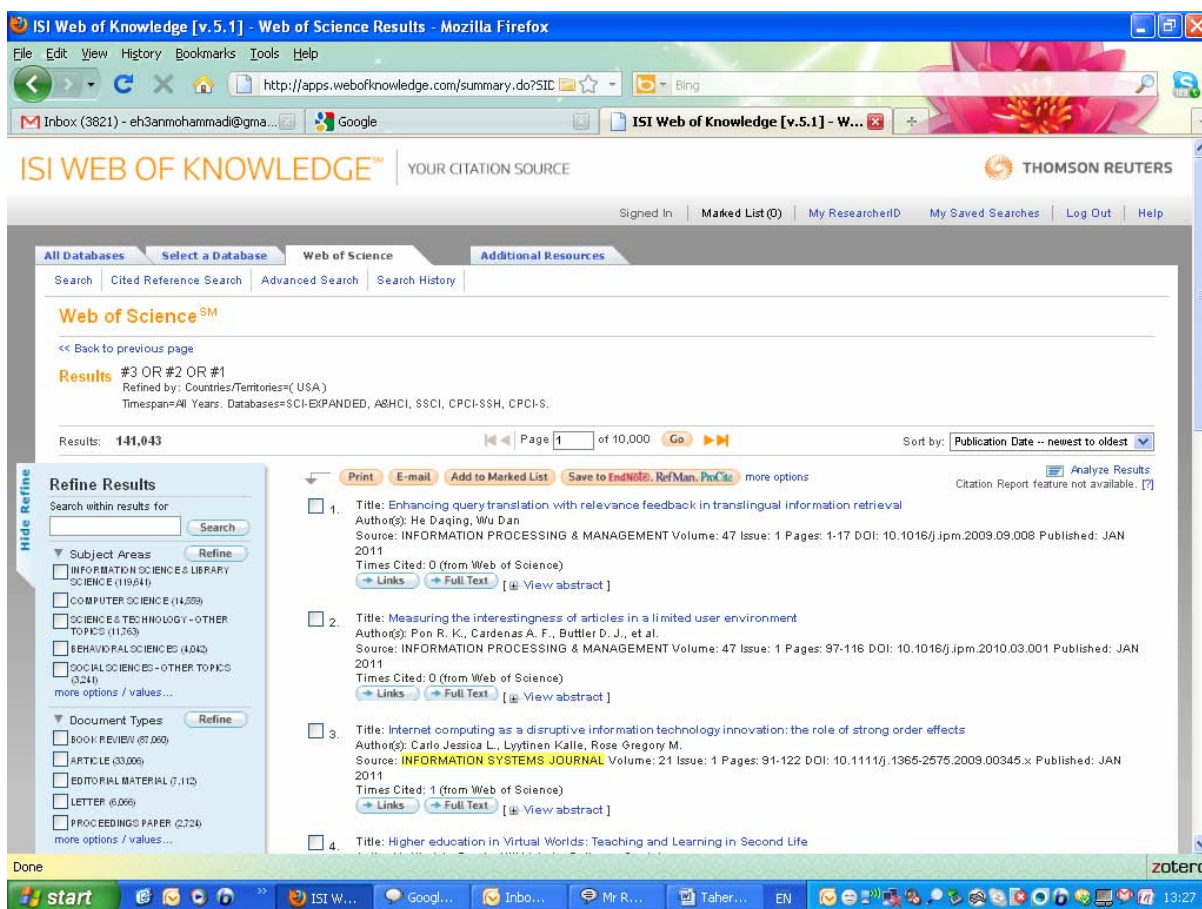 ISI Web of Knowledge [v.5.1] - Web of Science Results - Mozilla Firefox
File Edit View History Bookmarks Tools Help
http://apps.webofknowledge.com/summary.do?SID
Bing
Inbox (3821) - eh3anmohammadi@gma...
Google
ISI Web of Knowledge [v.5.1] - W...
ISI WEB OF KNOWLEDGE℠
YOUR CITATION SOURCE
THOMSON REUTERS
Signed In Marked List (0) My ResearcherID My Saved Searches Log Out Help
All Databases Select a Database Web of Science Additional Resources
Search Cited Reference Search Advanced Search Search History
Web of Science℠
<< Back to previous page
Results #3 OR #2 OR #1
Refined by: Countries/Territories=( USA )
Timespan=All Years. Databases=SCI-EXPANDED, A&HCI, SSCI, CPCI-SSH, CPCI-S.
Results: 141,043
Page 1 of 10,000 Go
Sort by: Publication Date -- newest to oldest
Hide Refine
Refine Results
Search within results for
Search
Subject Areas Refine
INFORMATION SCIENCE & LIBRARY
SCIENCE (119,641)
COMPUTER SCIENCE (14,559)
SCIENCE & TECHNOLOGY - OTHER
TOPICS (11,763)
BEHAVIORAL SCIENCES (4,042)
SOCIAL SCIENCES - OTHER TOPICS
(3,241)
more options / values...
Document Types Refine
BOOK REVIEW (87,060)
ARTICLE (33,006)
EDITORIAL MATERIAL (7,112)
LETTER (6,066)
PROCEEDINGS PAPER (2,724)
more options / values...
Print E-mail Add to Marked List Save to EndNote, RefMan, ProCite more options
Analyze Results
Citation Report feature not available. [?]
1. Title: Enhancing query translation with relevance feedback in translingual information retrieval
Author(s): He Daqing, Wu Dan
Source: INFORMATION PROCESSING & MANAGEMENT Volume: 47 Issue: 1 Pages: 1-17 DOI: 10.1016/j.ipm.2009.09.008 Published: JAN
2011
Times Cited: 0 (from Web of Science)
Links Full Text [ View abstract ]
2. Title: Measuring the interestingness of articles in a limited user environment
Author(s): Pon R. K., Cardenas A. F., Buttler D. J., et al.
Source: INFORMATION PROCESSING & MANAGEMENT Volume: 47 Issue: 1 Pages: 97-116 DOI: 10.1016/j.ipm.2010.03.001 Published: JAN
2011
Times Cited: 0 (from Web of Science)
Links Full Text [ View abstract ]
3. Title: Internet computing as a disruptive information technology innovation: the role of strong order effects
Author(s): Carlo Jessica L., Lyytinen Kalle, Rose Gregory M.
Source: INFORMATION SYSTEMS JOURNAL Volume: 21 Issue: 1 Pages: 91-122 DOI: 10.1111/j.1365-2575.2009.00345.x Published: JAN
2011
Times Cited: 1 (from Web of Science)
Links Full Text [ View abstract ]
4. Title: Higher education in Virtual Worlds: Teaching and Learning in Second Life
Done
zotero
start ISI W... Googl... Inbo... Mr R... Taher... EN 13:27